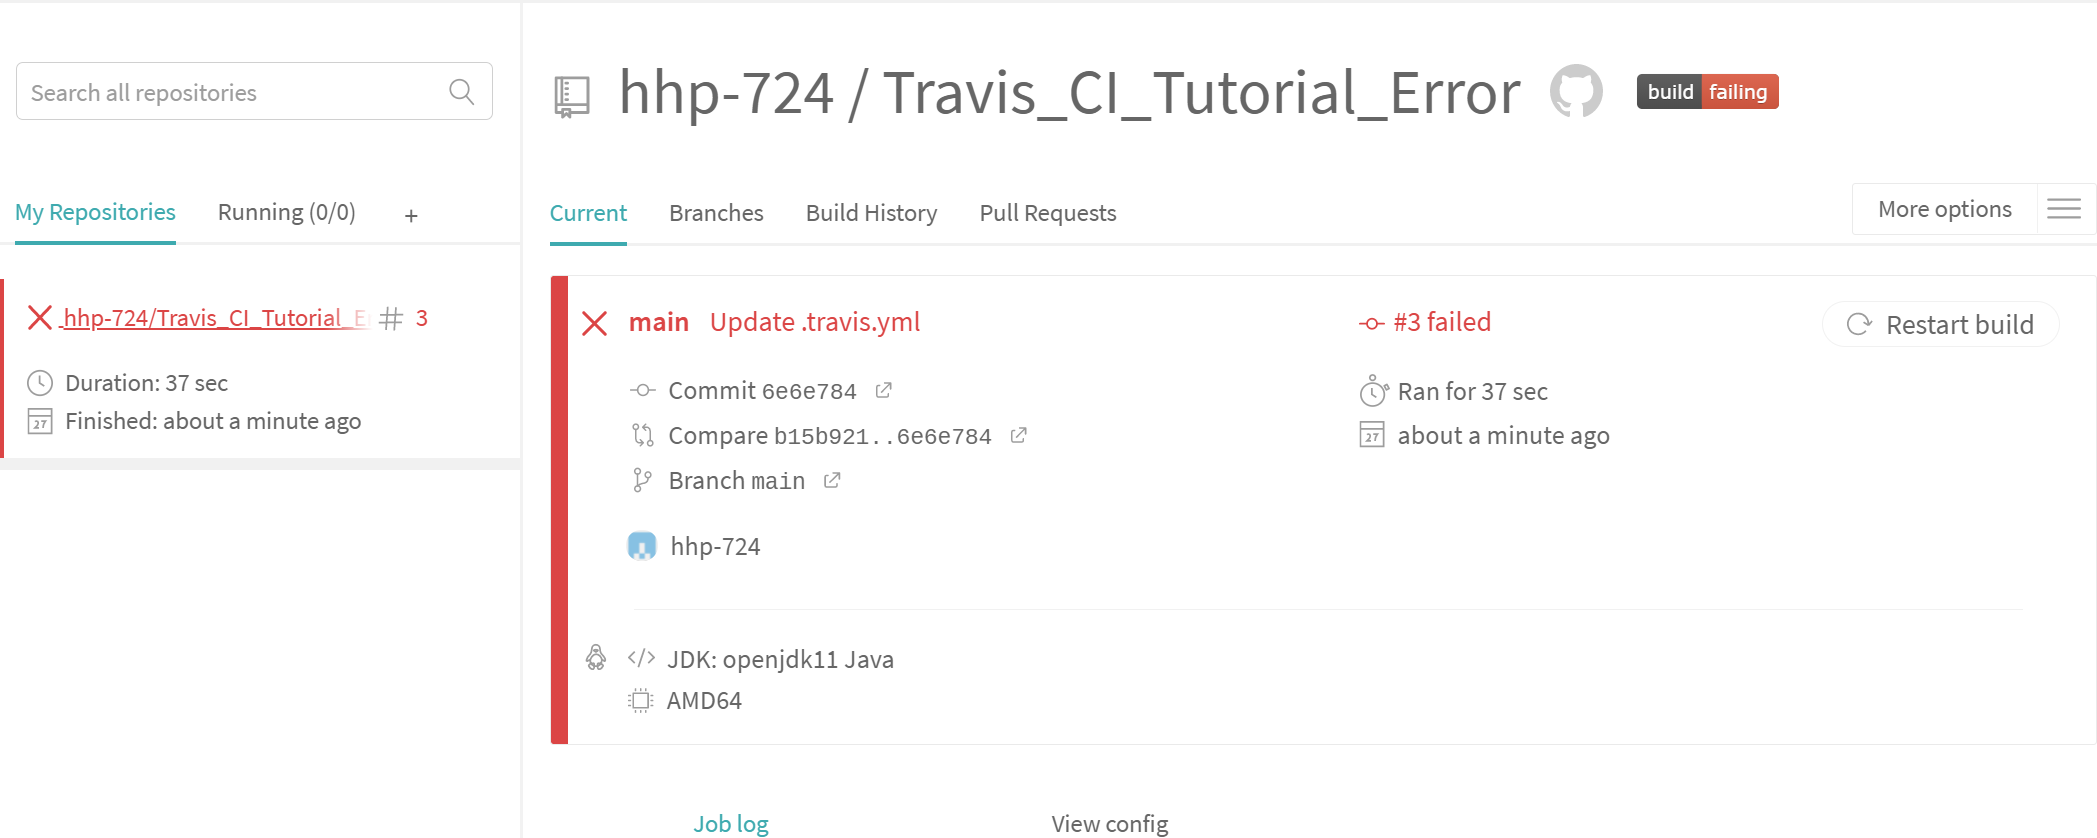 Search all repositories
My Repositories Running (0/0) +
hhp-724/Travis_CI_Tutorial_E # 3
Duration: 37 sec
27 Finished: about a minute ago
hhp-724 / Travis_CI_Tutorial_Error build failing
Current Branches Build History Pull Requests More options
main Update .travis.yml #3 failed Restart build
Commit 6e6e784 Ran for 37 sec
Compare b15b921..6e6e784 27 about a minute ago
Branch main
hhp-724
</> JDK: openjdk11 Java
AMD64
Job log View config